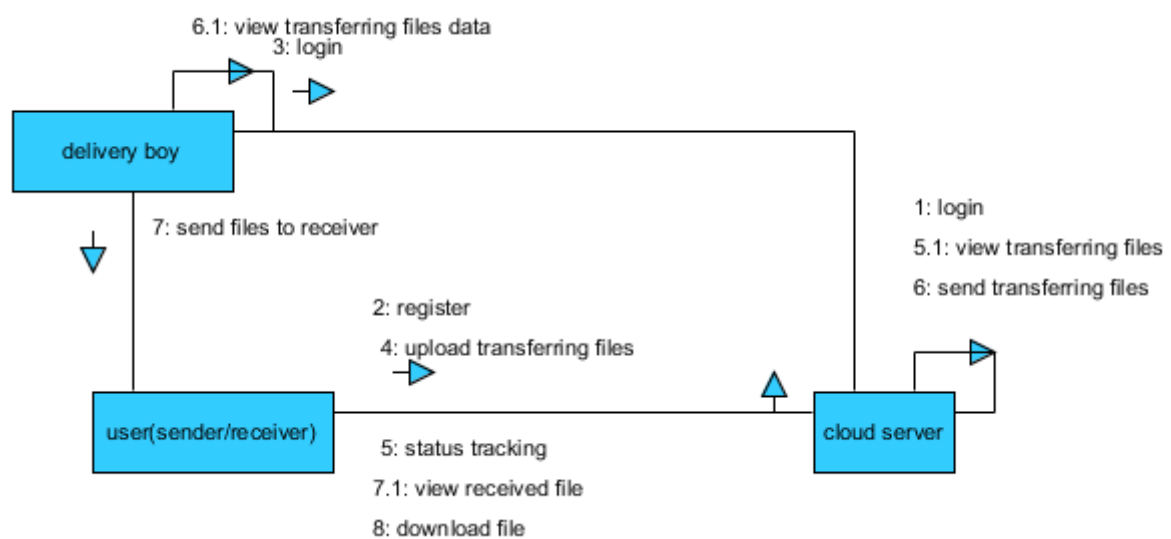 6.1: view transferring files data
3: login
delivery boy
7: send files to receiver
1: login
5.1: view transferring files
6: send transferring files
2: register
4: upload transferring files
user(sender/receiver)
cloud server
5: status tracking
7.1: view received file
8: download file